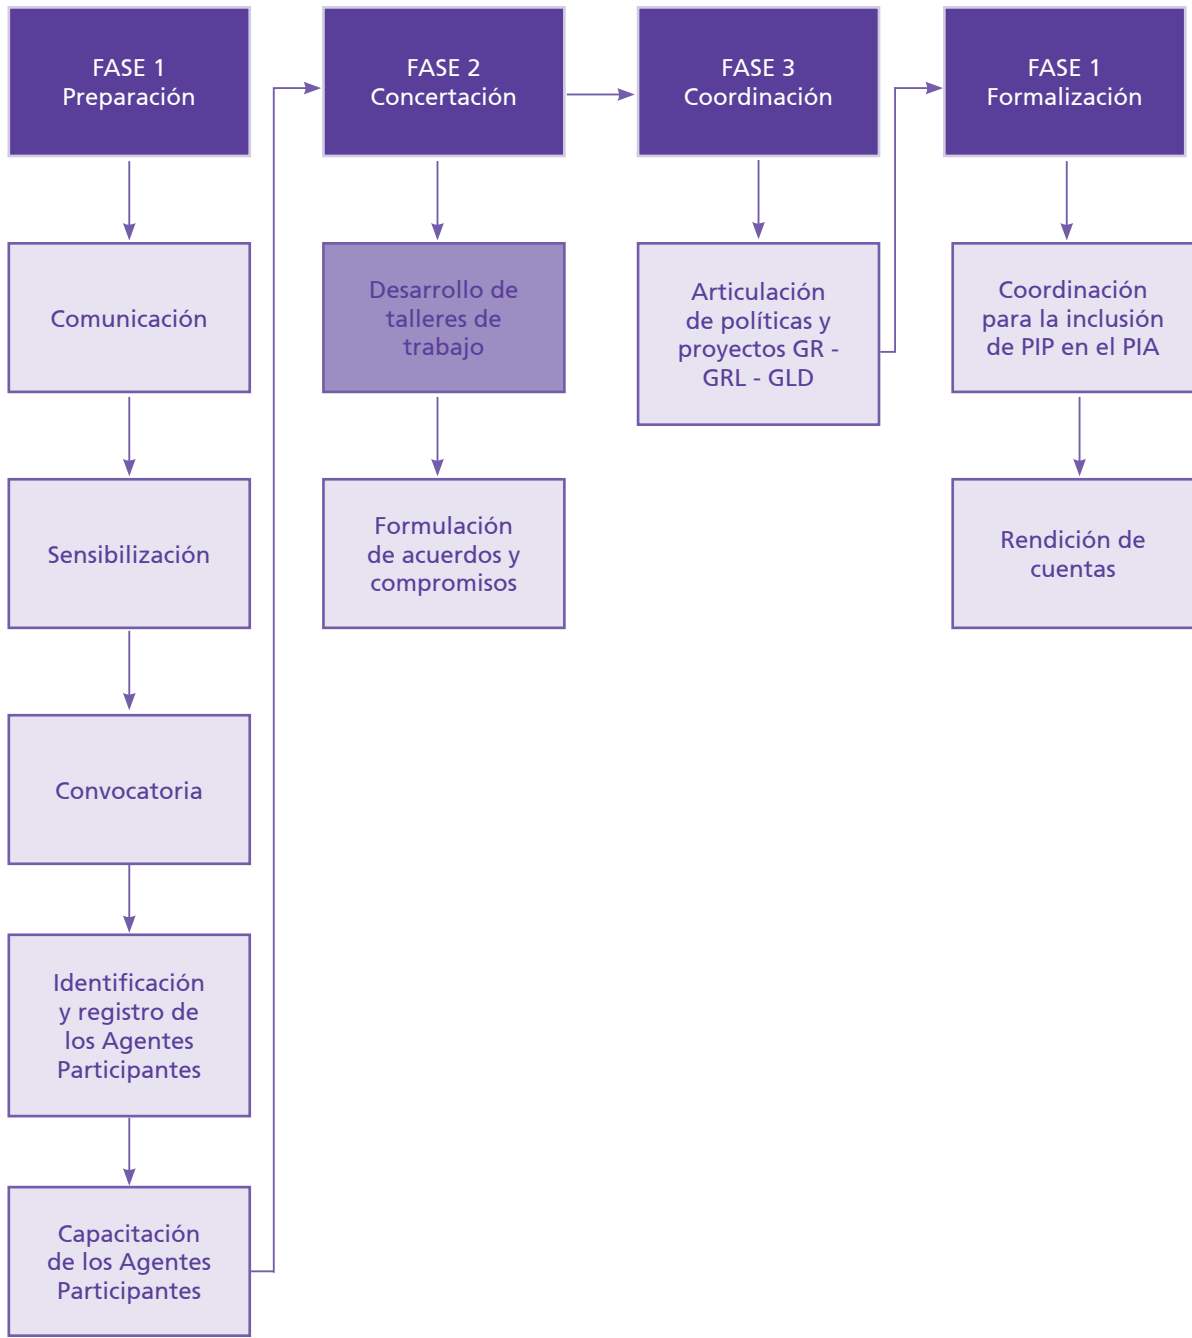 FASE 1
Preparación
Comunicación
Sensibilización
Convocatoria
Identificación
y registro de
los Agentes
Participantes
Capacitación
de los Agentes
Participantes
FASE 2
Concertación
Desarrollo de
talleres de
trabajo
Formulación
de acuerdos y
compromisos
FASE 3
Coordinación
Articulación
de políticas y
proyectos GR -
GRL - GLD
FASE 1
Formalización
Coordinación
para la inclusión
de PIP en el PIA
Rendición de
cuentas